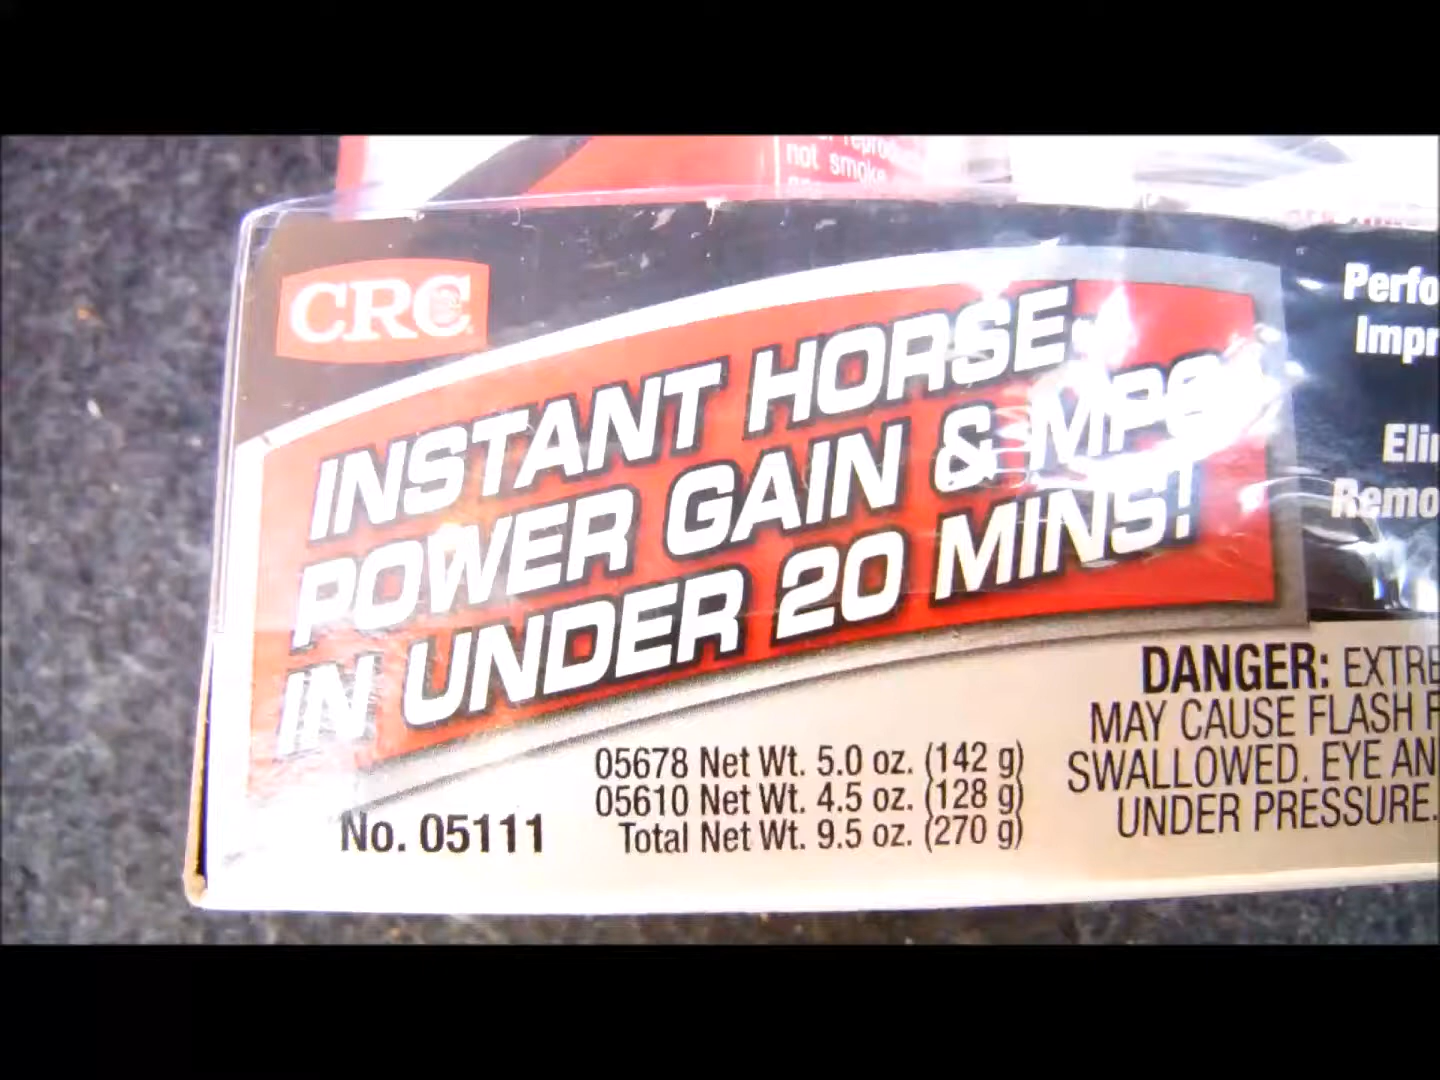 not smoke
CRC
INSTANT HORSE-
POWER GAIN & MPG
IN UNDER 20 MINS!
Perfo
Impr
Eli
Remo
No. 05111
05678 Net Wt. 5.0 oz. (142 g)
05610 Net Wt. 4.5 oz. (128 g)
Total Net Wt. 9.5 oz. (270 g)
DANGER: EXTRE
MAY CAUSE FLASH F
SWALLOWED. EYE AN
UNDER PRESSURE.